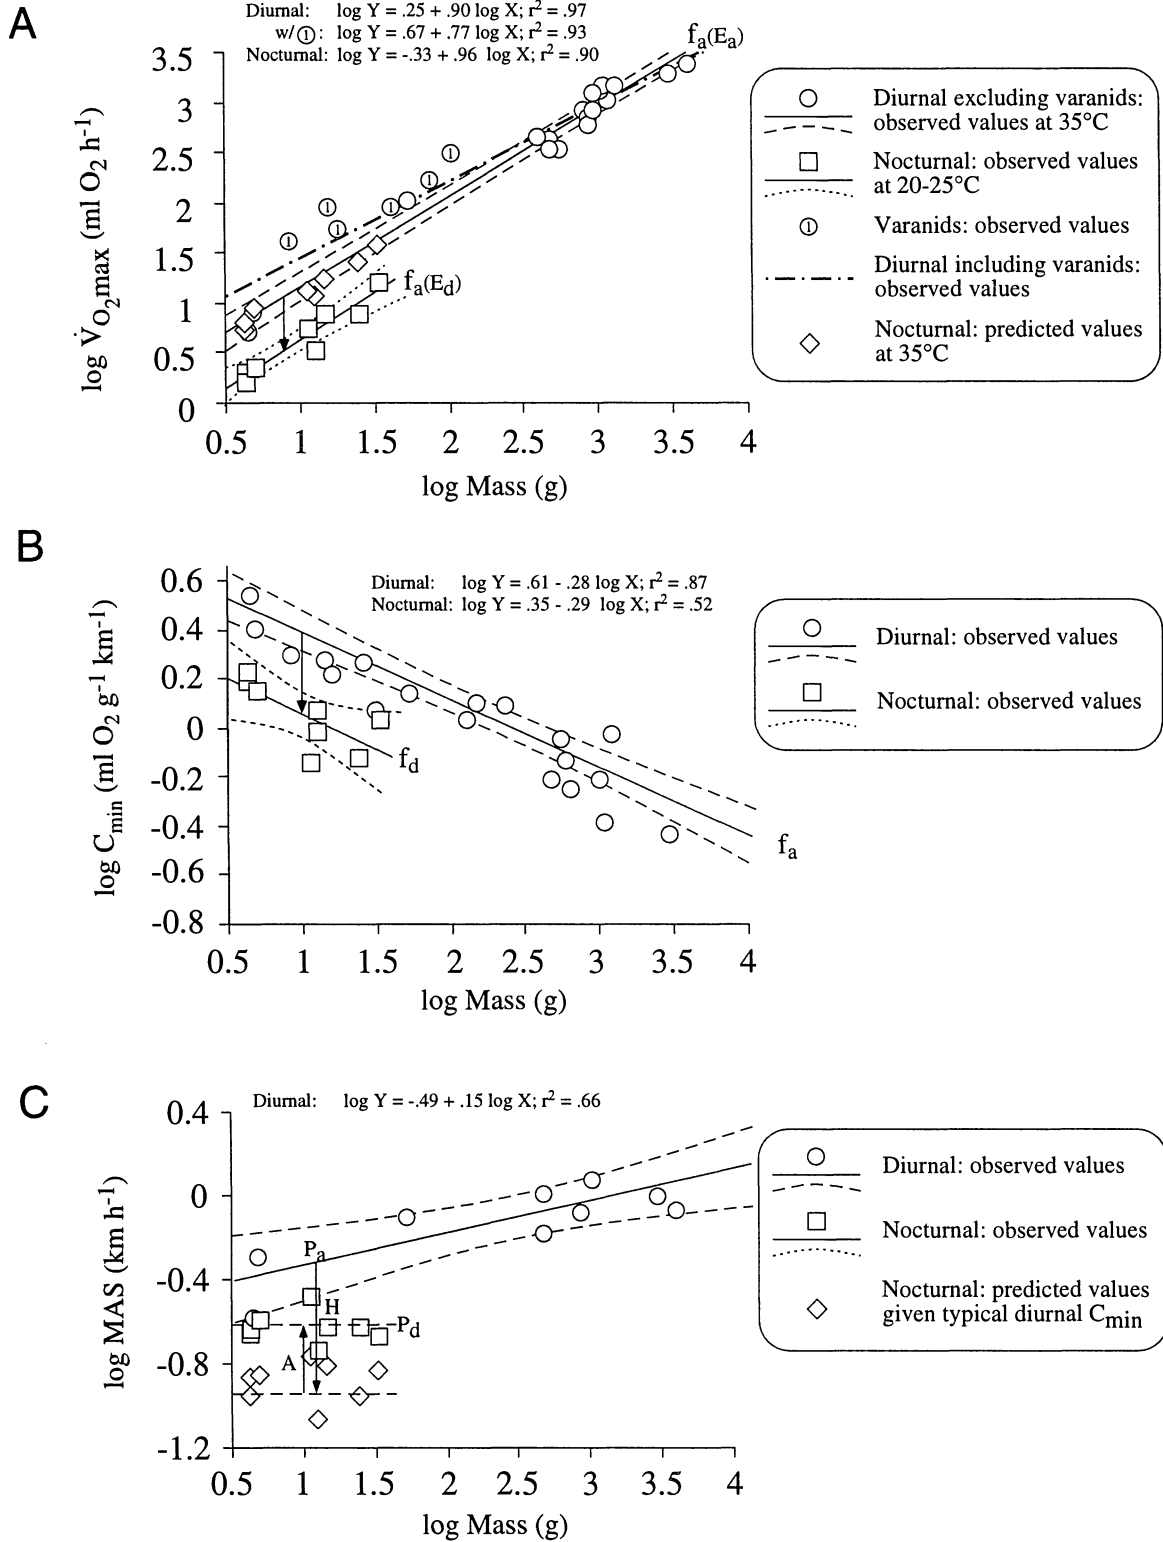 A
Diurnal: log Y = .25 + .90 log X; r² = .97
w/①: log Y = .67 + .77 log X; r² = .93
Nocturnal: log Y = -.33 + .96 log X; r² = .90
fa(Ea)
3.5
3
2.5
2
1.5
1
0.5
0
log V̇O2max (ml O2 h-1)
fa(Ed)
0.5 1 1.5 2 2.5 3 3.5 4
log Mass (g)
Diurnal excluding varanids:
observed values at 35°C
Nocturnal: observed values
at 20-25°C
① Varanids: observed values
Diurnal including varanids:
observed values
Nocturnal: predicted values
at 35°C
B
Diurnal: log Y = .61 - .28 log X; r² = .87
Nocturnal: log Y = .35 - .29 log X; r² = .52
0.6
0.4
0.2
0
-0.2
-0.4
-0.6
-0.8
log Cmin (ml O2 g-1 km-1)
fd
fa
0.5 1 1.5 2 2.5 3 3.5 4
log Mass (g)
Diurnal: observed values
Nocturnal: observed values
C
Diurnal: log Y = -.49 + .15 log X; r² = .66
0.4
0
-0.4
-0.8
-1.2
log MAS (km h-1)
Pa
H
Pd
A
0.5 1 1.5 2 2.5 3 3.5 4
log Mass (g)
Diurnal: observed values
Nocturnal: observed values
Nocturnal: predicted values
given typical diurnal Cmin